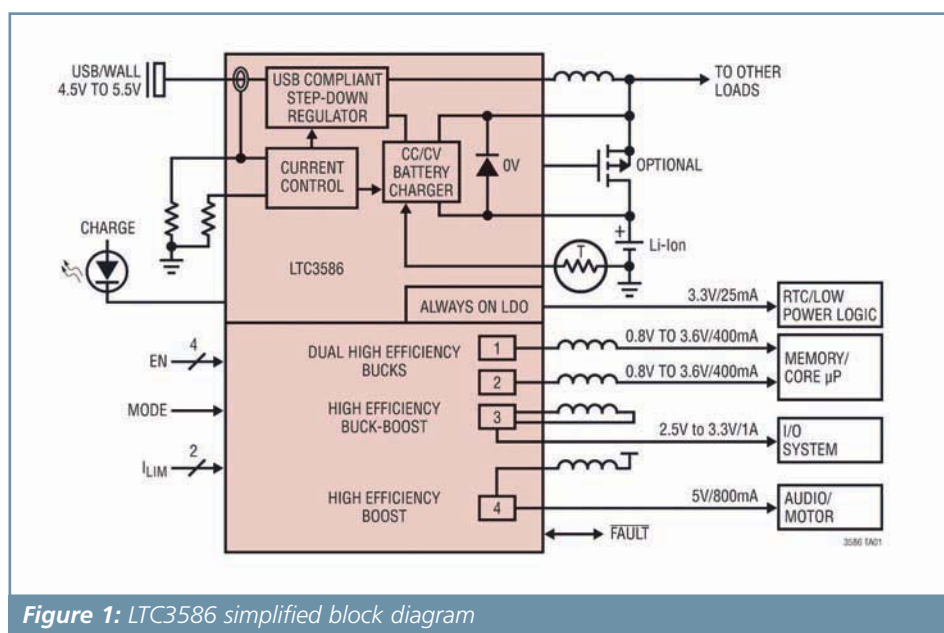 USB/WALL
4.5V TO 5.5V
USB COMPLIANT
STEP-DOWN
REGULATOR
TO OTHER
LOADS
CURRENT
CONTROL
CC/CV
BATTERY
CHARGER
0V
OPTIONAL
CHARGE
LTC3586
T
+
Li-Ion
ALWAYS ON LDO
3.3V/25mA
RTC/LOW
POWER LOGIC
EN
4
DUAL HIGH EFFICIENCY
BUCKS
1
0.8V TO 3.6V/400mA
2
0.8V TO 3.6V/400mA
MEMORY/
CORE µP
MODE
HIGH EFFICIENCY
BUCK-BOOST
3
2.5V to 3.3V/1A
I/O
SYSTEM
ILIM
2
HIGH EFFICIENCY
BOOST
4
5V/800mA
AUDIO/
MOTOR
FAULT
3586 TA01
Figure 1: LTC3586 simplified block diagram